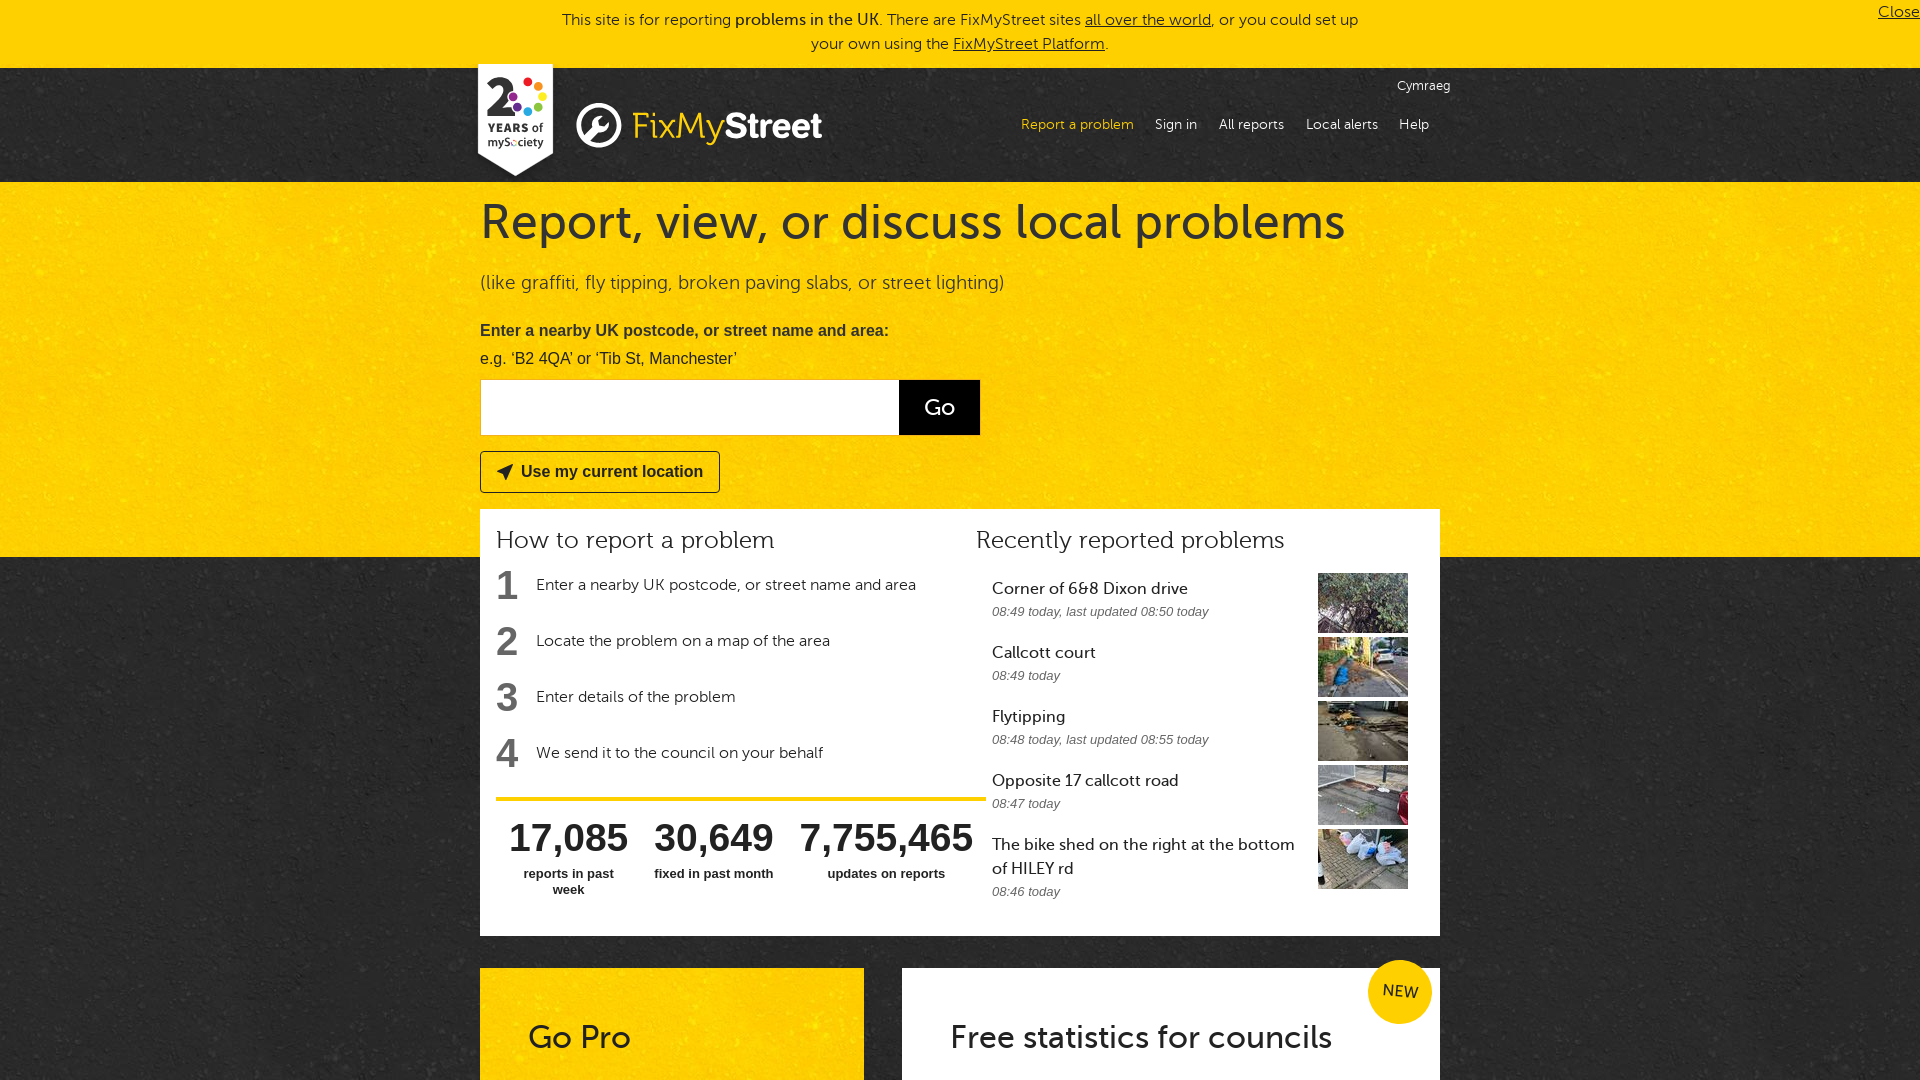 This site is for reporting problems in the UK. There are FixMyStreet sites all over the world, or you could set up
your own using the FixMyStreet Platform.
Close
Cymraeg
20
YEARS of
mySociety
FixMyStreet
Report a problem
Sign in
All reports
Local alerts
Help
Report, view, or discuss local problems
(like graffiti, fly tipping, broken paving slabs, or street lighting)
Enter a nearby UK postcode, or street name and area:
e.g. ‘B2 4QA’ or ‘Tib St, Manchester’
Go
Use my current location
How to report a problem
1 Enter a nearby UK postcode, or street name and area
2 Locate the problem on a map of the area
3 Enter details of the problem
4 We send it to the council on your behalf
17,085
reports in past
week
30,649
fixed in past month
7,755,465
updates on reports
Recently reported problems
Corner of 6&8 Dixon drive
08:49 today, last updated 08:50 today
Callcott court
08:49 today
Flytipping
08:48 today, last updated 08:55 today
Opposite 17 callcott road
08:47 today
The bike shed on the right at the bottom
of HILEY rd
08:46 today
Go Pro
NEW
Free statistics for councils